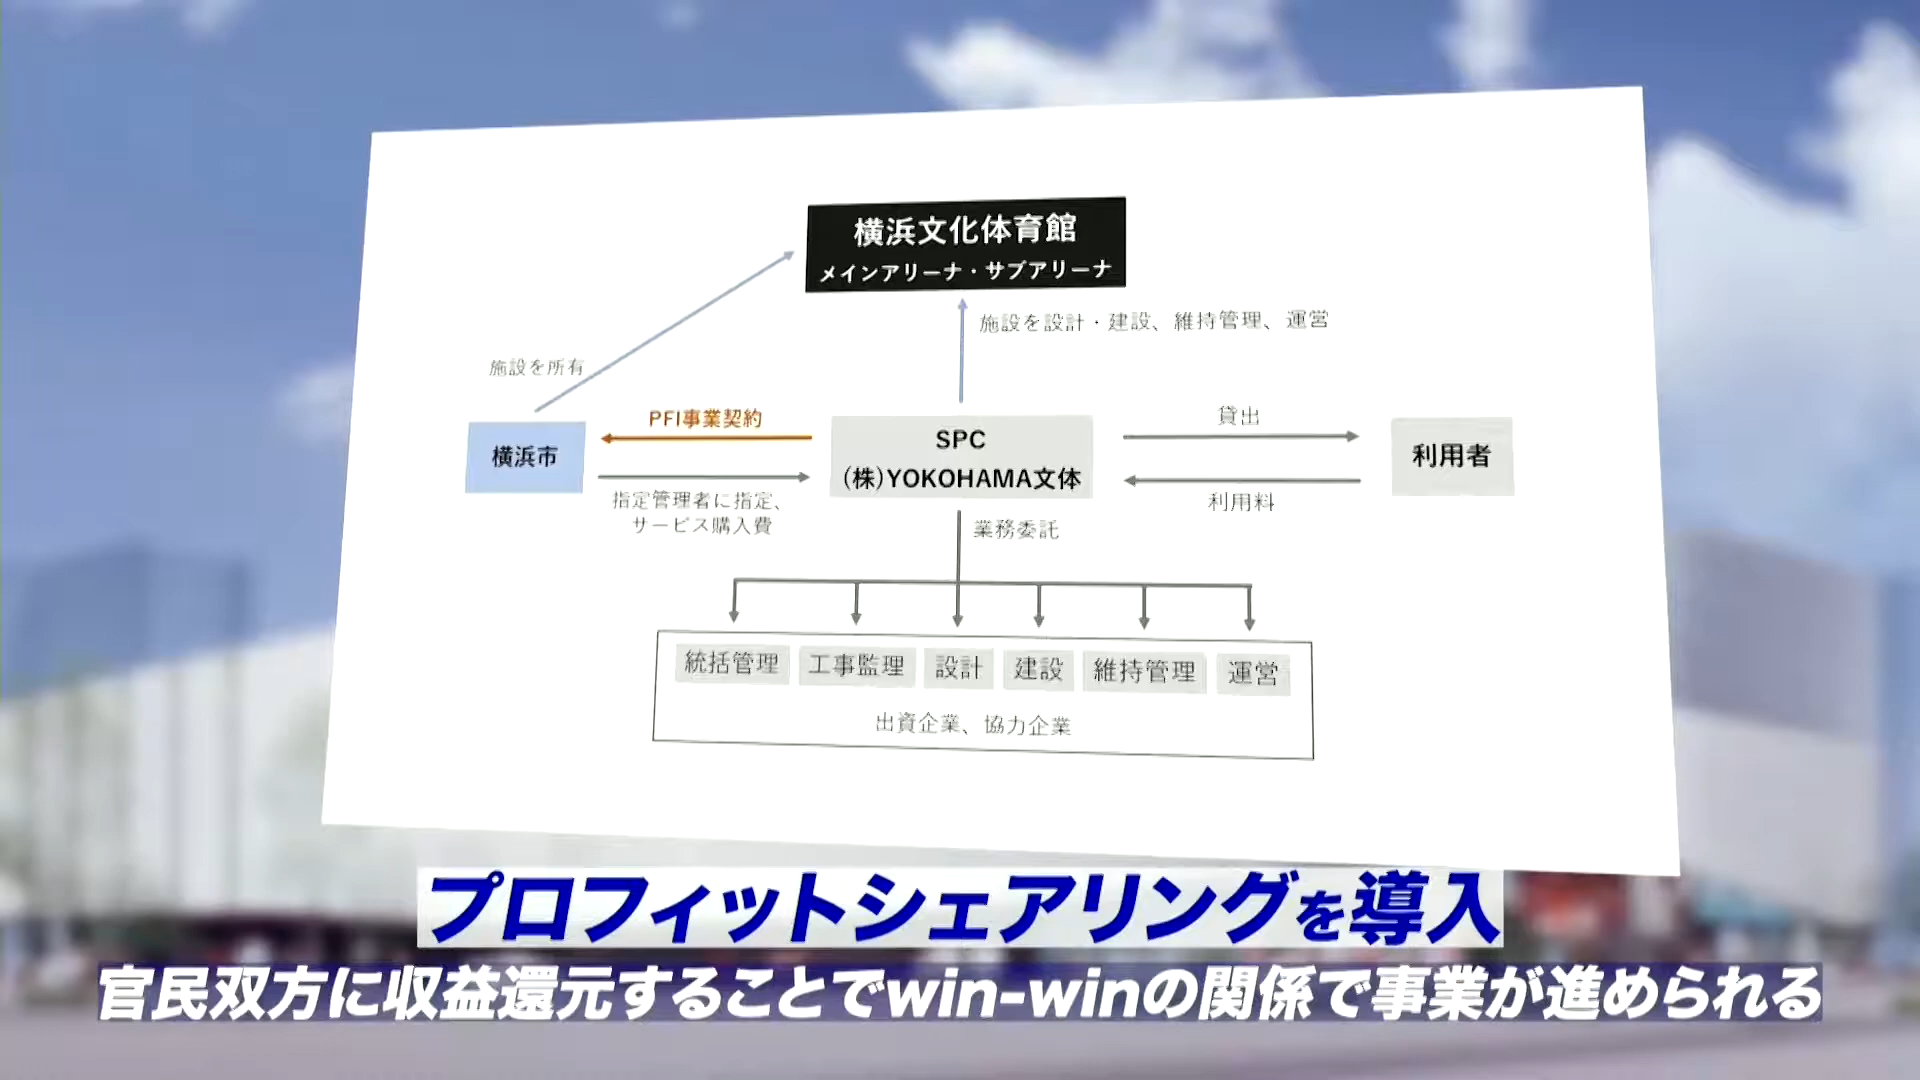 横浜文化体育館
メインアリーナ・サブアリーナ
施設を設計・建設、維持管理、運営
施設を所有
PFI事業契約
貸出
横浜市
SPC
(株)YOKOHAMA文体
利用者
指定管理者に指定、
サービス購入費
利用料
業務委託
統括管理
工事監理
設計
建設
維持管理
運営
出資企業、協力企業
プロフィットシェアリングを導入
官民双方に収益還元することでwin-winの関係で事業が進められる